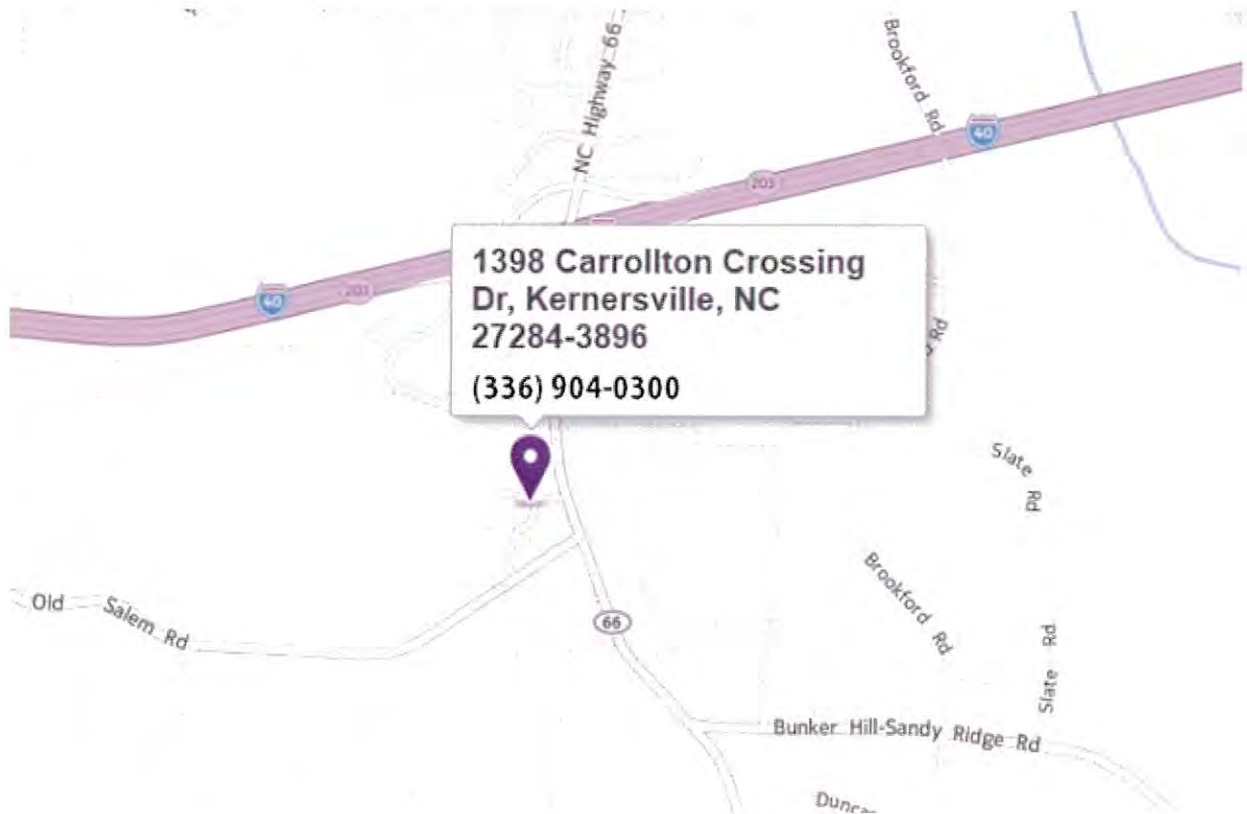 NC Highway 66
Brookford Rd
40
203
40
203
1398 Carrollton Crossing
Dr, Kernersville, NC
27284-3896
(336) 904-0300
Rd
Slate Rd
Brookford Rd
Old Salem Rd
66
Slate Rd
Bunker Hill-Sandy Ridge Rd